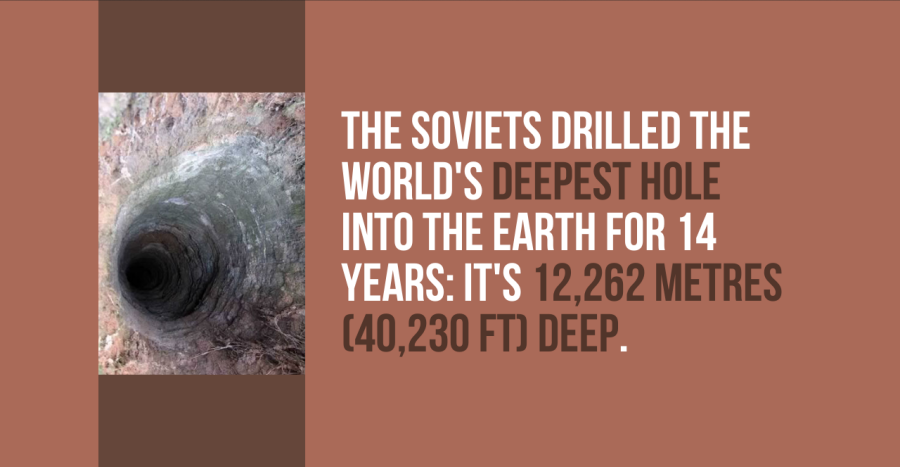 THE SOVIETS DRILLED THE
WORLD'S DEEPEST HOLE
INTO THE EARTH FOR 14
YEARS: IT'S 12,262 METRES
(40,230 FT) DEEP.